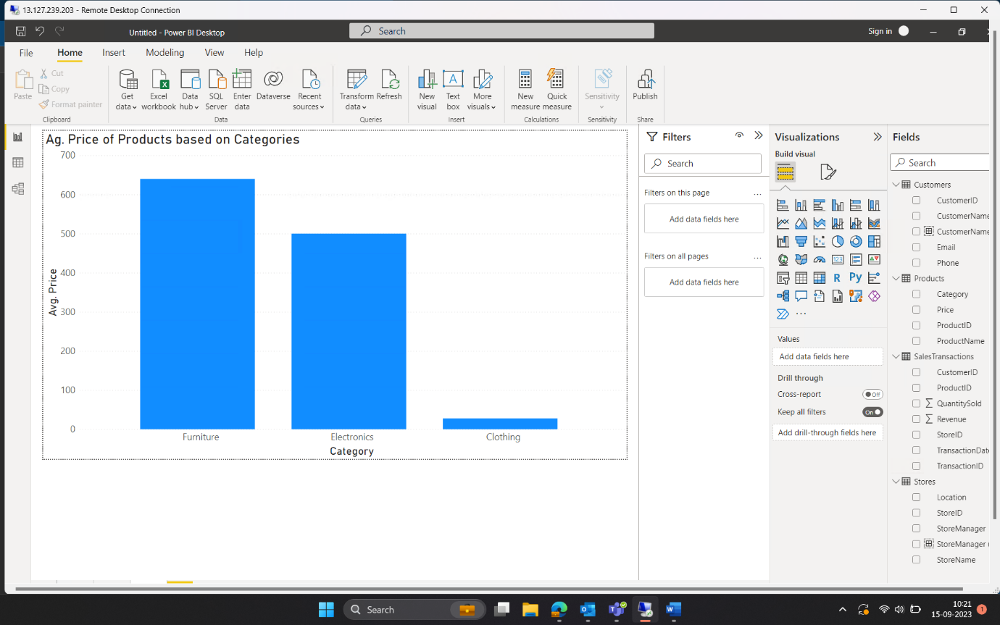 13.127.239.203 - Remote Desktop Connection
Untitled - Power BI Desktop
Search
Sign in
File Home Insert Modeling View Help
Paste
Cut
Copy
Format painter
Clipboard
Get data
Excel workbook
Data hub
SQL Server
Enter data
Dataverse
Recent sources
Data
Transform data
Refresh
Queries
New visual
Text box
More visuals
Insert
New measure
Quick measure
Calculations
Sensitivity
Sensitivity
Publish
Share
Ag. Price of Products based on Categories
700
600
500
400
300
200
100
0
Avg. Price
Furniture Electronics Clothing
Category
Filters
Search
Filters on this page ...
Add data fields here
Filters on all pages ...
Add data fields here
Visualizations
Build visual
123
R Py
...
Values
Add data fields here
Drill through
Cross-report Off
Keep all filters On
Add drill-through fields here
Fields
Search
Customers
CustomerID
CustomerName
CustomerName
Email
Phone
Products
Category
Price
ProductID
ProductName
SalesTransactions
CustomerID
ProductID
∑ QuantitySold
∑ Revenue
StoreID
TransactionDat
TransactionID
Stores
Location
StoreID
StoreManager
StoreManager (
StoreName
Search
10:21
15-09-2023
1